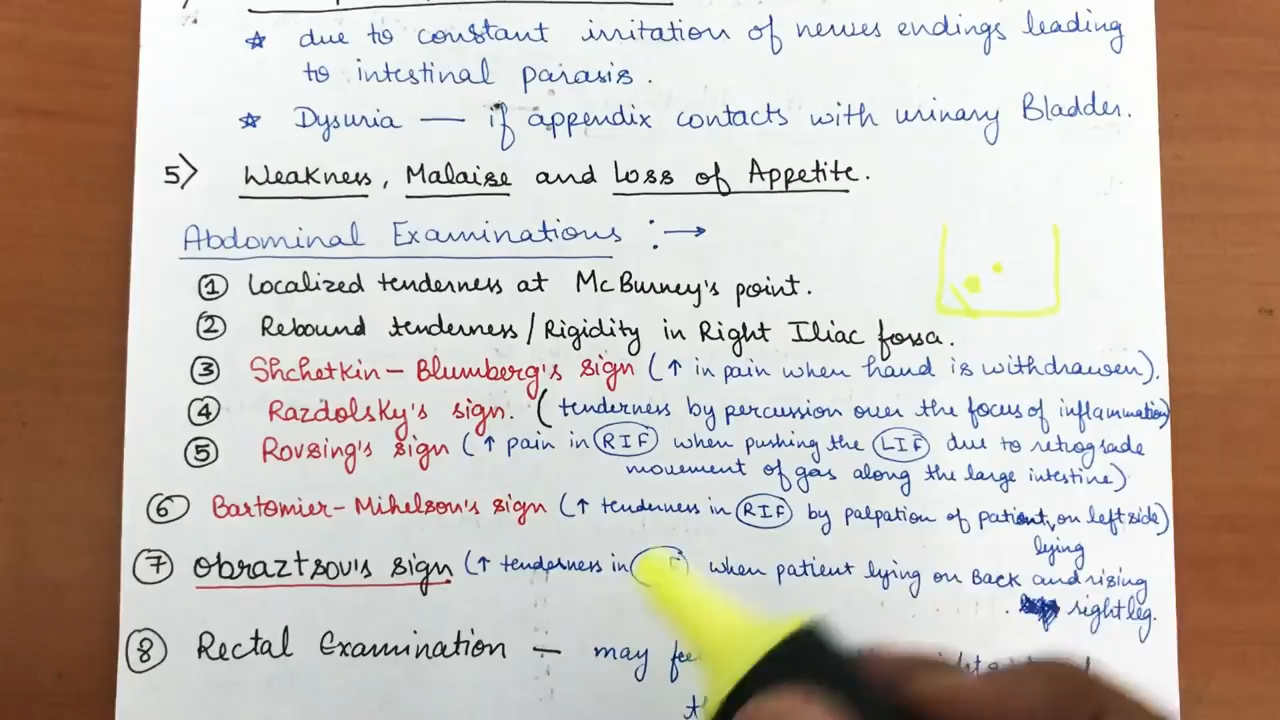 ☆ due to constant irritation of nerves endings leading
to intestinal parasis.
☆ Dysuria — if appendix contacts with urinary Bladder.
5> Weakness, Malaise and Loss of Appetite.
Abdominal Examinations :→
① Localized tenderness at McBurney's point.
② Rebound tenderness/Rigidity in Right Iliac fossa.
③ Shchetkin - Blumberg's sign (↑ in pain when hand is withdrawen).
④ Razdolsky's sign. (tenderness by percussion over the focus of inflammation)
⑤ Rovsing's sign (↑ pain in RIF when pushing the LIF due to retrograde
movement of gas along the large intestine)
⑥ Bartomier - Mihelson's sign (↑ tenderness in RIF by palpation of patient, on left side)
lying
⑦ Obraztsov's sign (↑ tenderness in when patient lying on Back and rising
right leg.
⑧ Rectal Examination — may